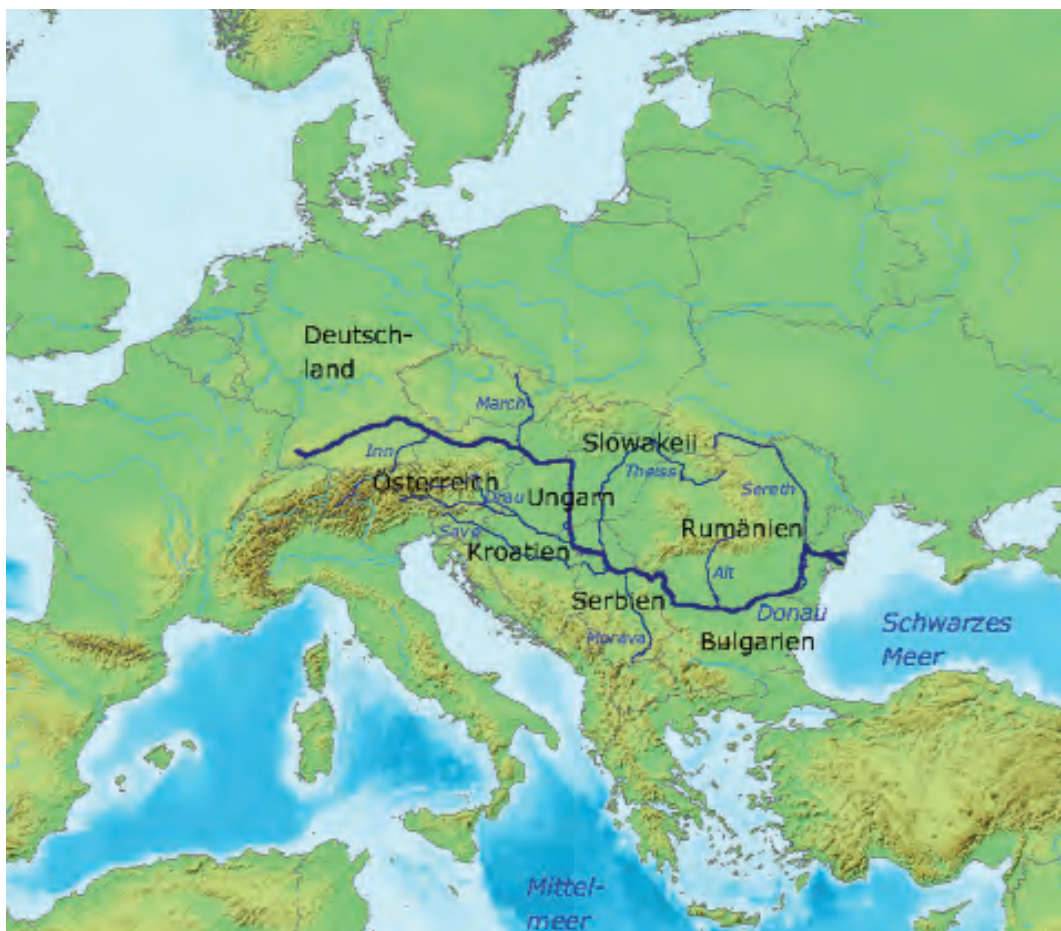 Deutsch-
land
March
Inn
Slowakeii
Theiss
Österreich
Drau
Ungarn
Sereth
Save
Kroatien
Rumänien
Alt
Serbien
Donau
Morava
Bulgarien
Schwarzes
Meer
Mittel-
meer